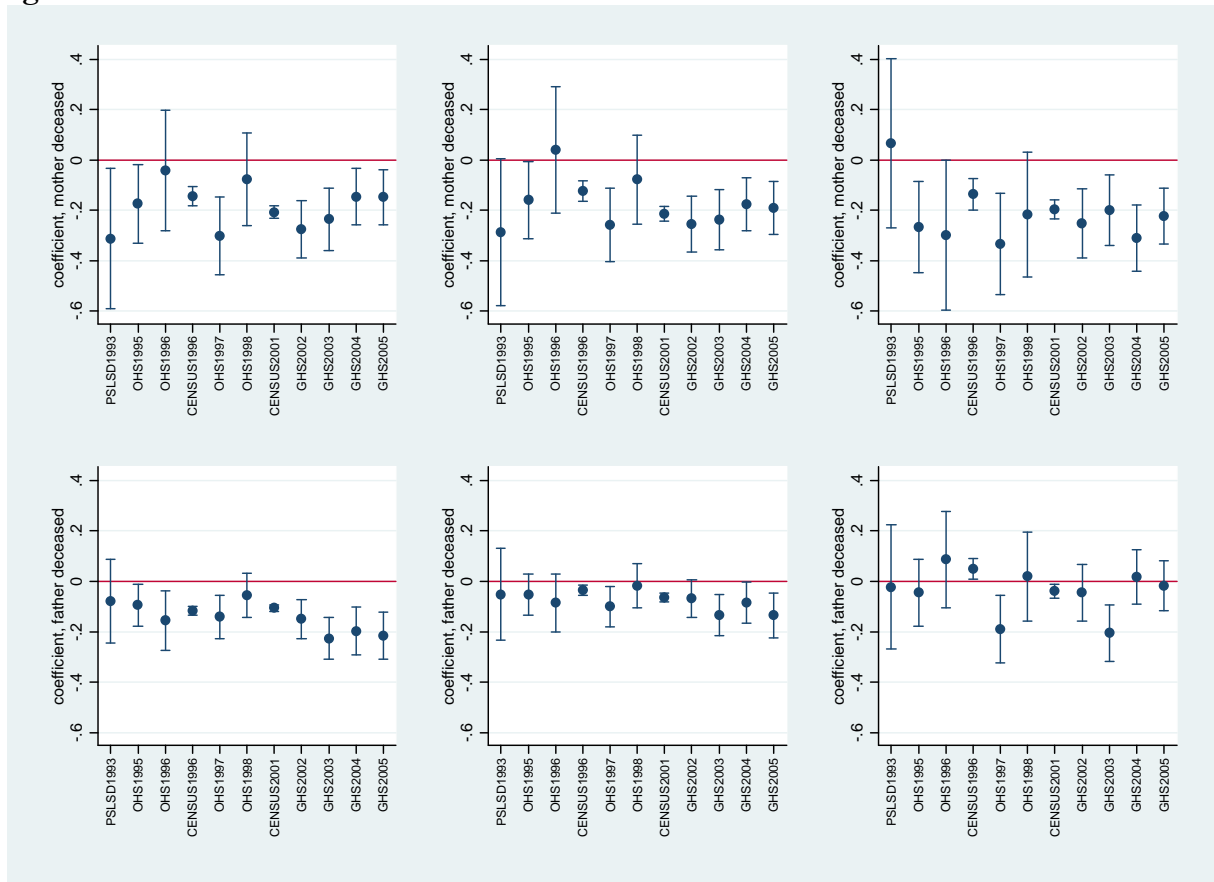 coefficient, mother deceased
.4
.2
0
-.2
-.4
-.6
PSLSD1993
OHS1995
OHS1996
CENSUS1996
OHS1997
OHS1998
CENSUS2001
GHS2002
GHS2003
GHS2004
GHS2005
coefficient, mother deceased
.4
.2
0
-.2
-.4
-.6
PSLSD1993
OHS1995
OHS1996
CENSUS1996
OHS1997
OHS1998
CENSUS2001
GHS2002
GHS2003
GHS2004
GHS2005
coefficient, mother deceased
.4
.2
0
-.2
-.4
-.6
PSLSD1993
OHS1995
OHS1996
CENSUS1996
OHS1997
OHS1998
CENSUS2001
GHS2002
GHS2003
GHS2004
GHS2005
coefficient, father deceased
.4
.2
0
-.2
-.4
-.6
PSLSD1993
OHS1995
OHS1996
CENSUS1996
OHS1997
OHS1998
CENSUS2001
GHS2002
GHS2003
GHS2004
GHS2005
coefficient, father deceased
.4
.2
0
-.2
-.4
-.6
PSLSD1993
OHS1995
OHS1996
CENSUS1996
OHS1997
OHS1998
CENSUS2001
GHS2002
GHS2003
GHS2004
GHS2005
coefficient, father deceased
.4
.2
0
-.2
-.4
-.6
PSLSD1993
OHS1995
OHS1996
CENSUS1996
OHS1997
OHS1998
CENSUS2001
GHS2002
GHS2003
GHS2004
GHS2005